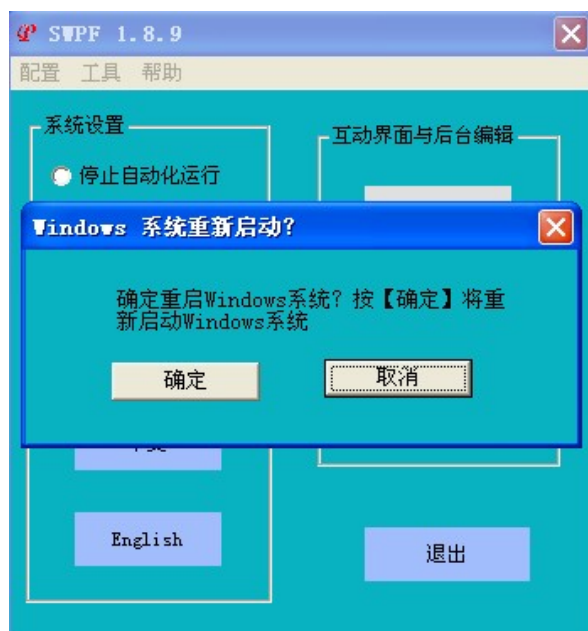 SWPF 1.8.9
配置 工具 帮助
系统设置
互动界面与后台编辑
停止自动化运行
Windows 系统重新启动?
确定重启Windows系统? 按【确定】将重
新启动Windows系统
确定
取消
English
退出